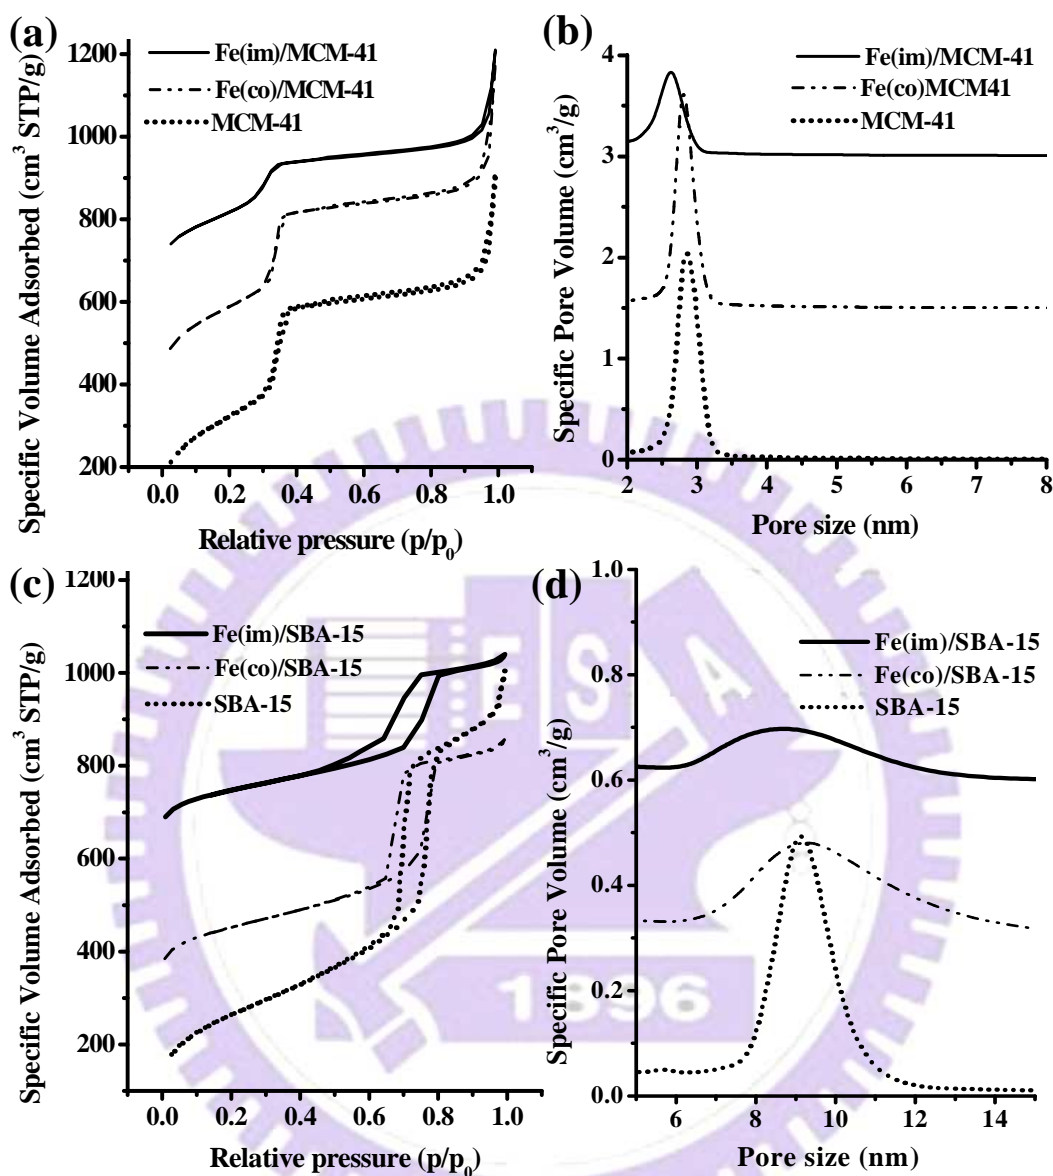 (a)
1200
1000
800
600
400
200
Specific Volume Adsorbed (cm³ STP/g)
Fe(im)/MCM-41
Fe(co)/MCM-41
MCM-41
0.0 0.2 0.4 0.6 0.8 1.0
Relative pressure (p/p₀)
(b)
4
3
2
1
0
Specific Pore Volume (cm³/g)
Fe(im)/MCM-41
Fe(co)MCM41
MCM-41
2 3 4 5 6 7 8
Pore size (nm)
(c)
1200
1000
800
600
400
200
Specific Volume Adsorbed (cm³ STP/g)
Fe(im)/SBA-15
Fe(co)/SBA-15
SBA-15
0.0 0.2 0.4 0.6 0.8 1.0
Relative pressure (p/p₀)
(d)
1.0
0.8
0.6
0.4
0.2
0.0
Specific Pore Volume (cm³/g)
Fe(im)/SBA-15
Fe(co)/SBA-15
SBA-15
6 8 10 12 14
Pore size (nm)
ESA
1896